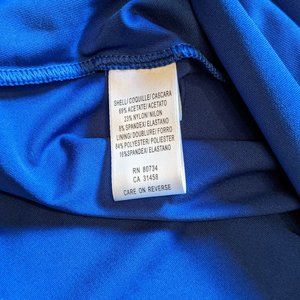 SHELL/ COQUILLE/ CASCARA
69% ACETATE/ ACETATO
23% NYLON/ NILON
8% SPANDEX/ ELASTANO
LINING/ DOUBLURE/ FORRO
84% POLYESTER/ POLIESTER
16%SPANDEX/ ELASTANO
RN 80734
CA 31458
CARE ON REVERSE